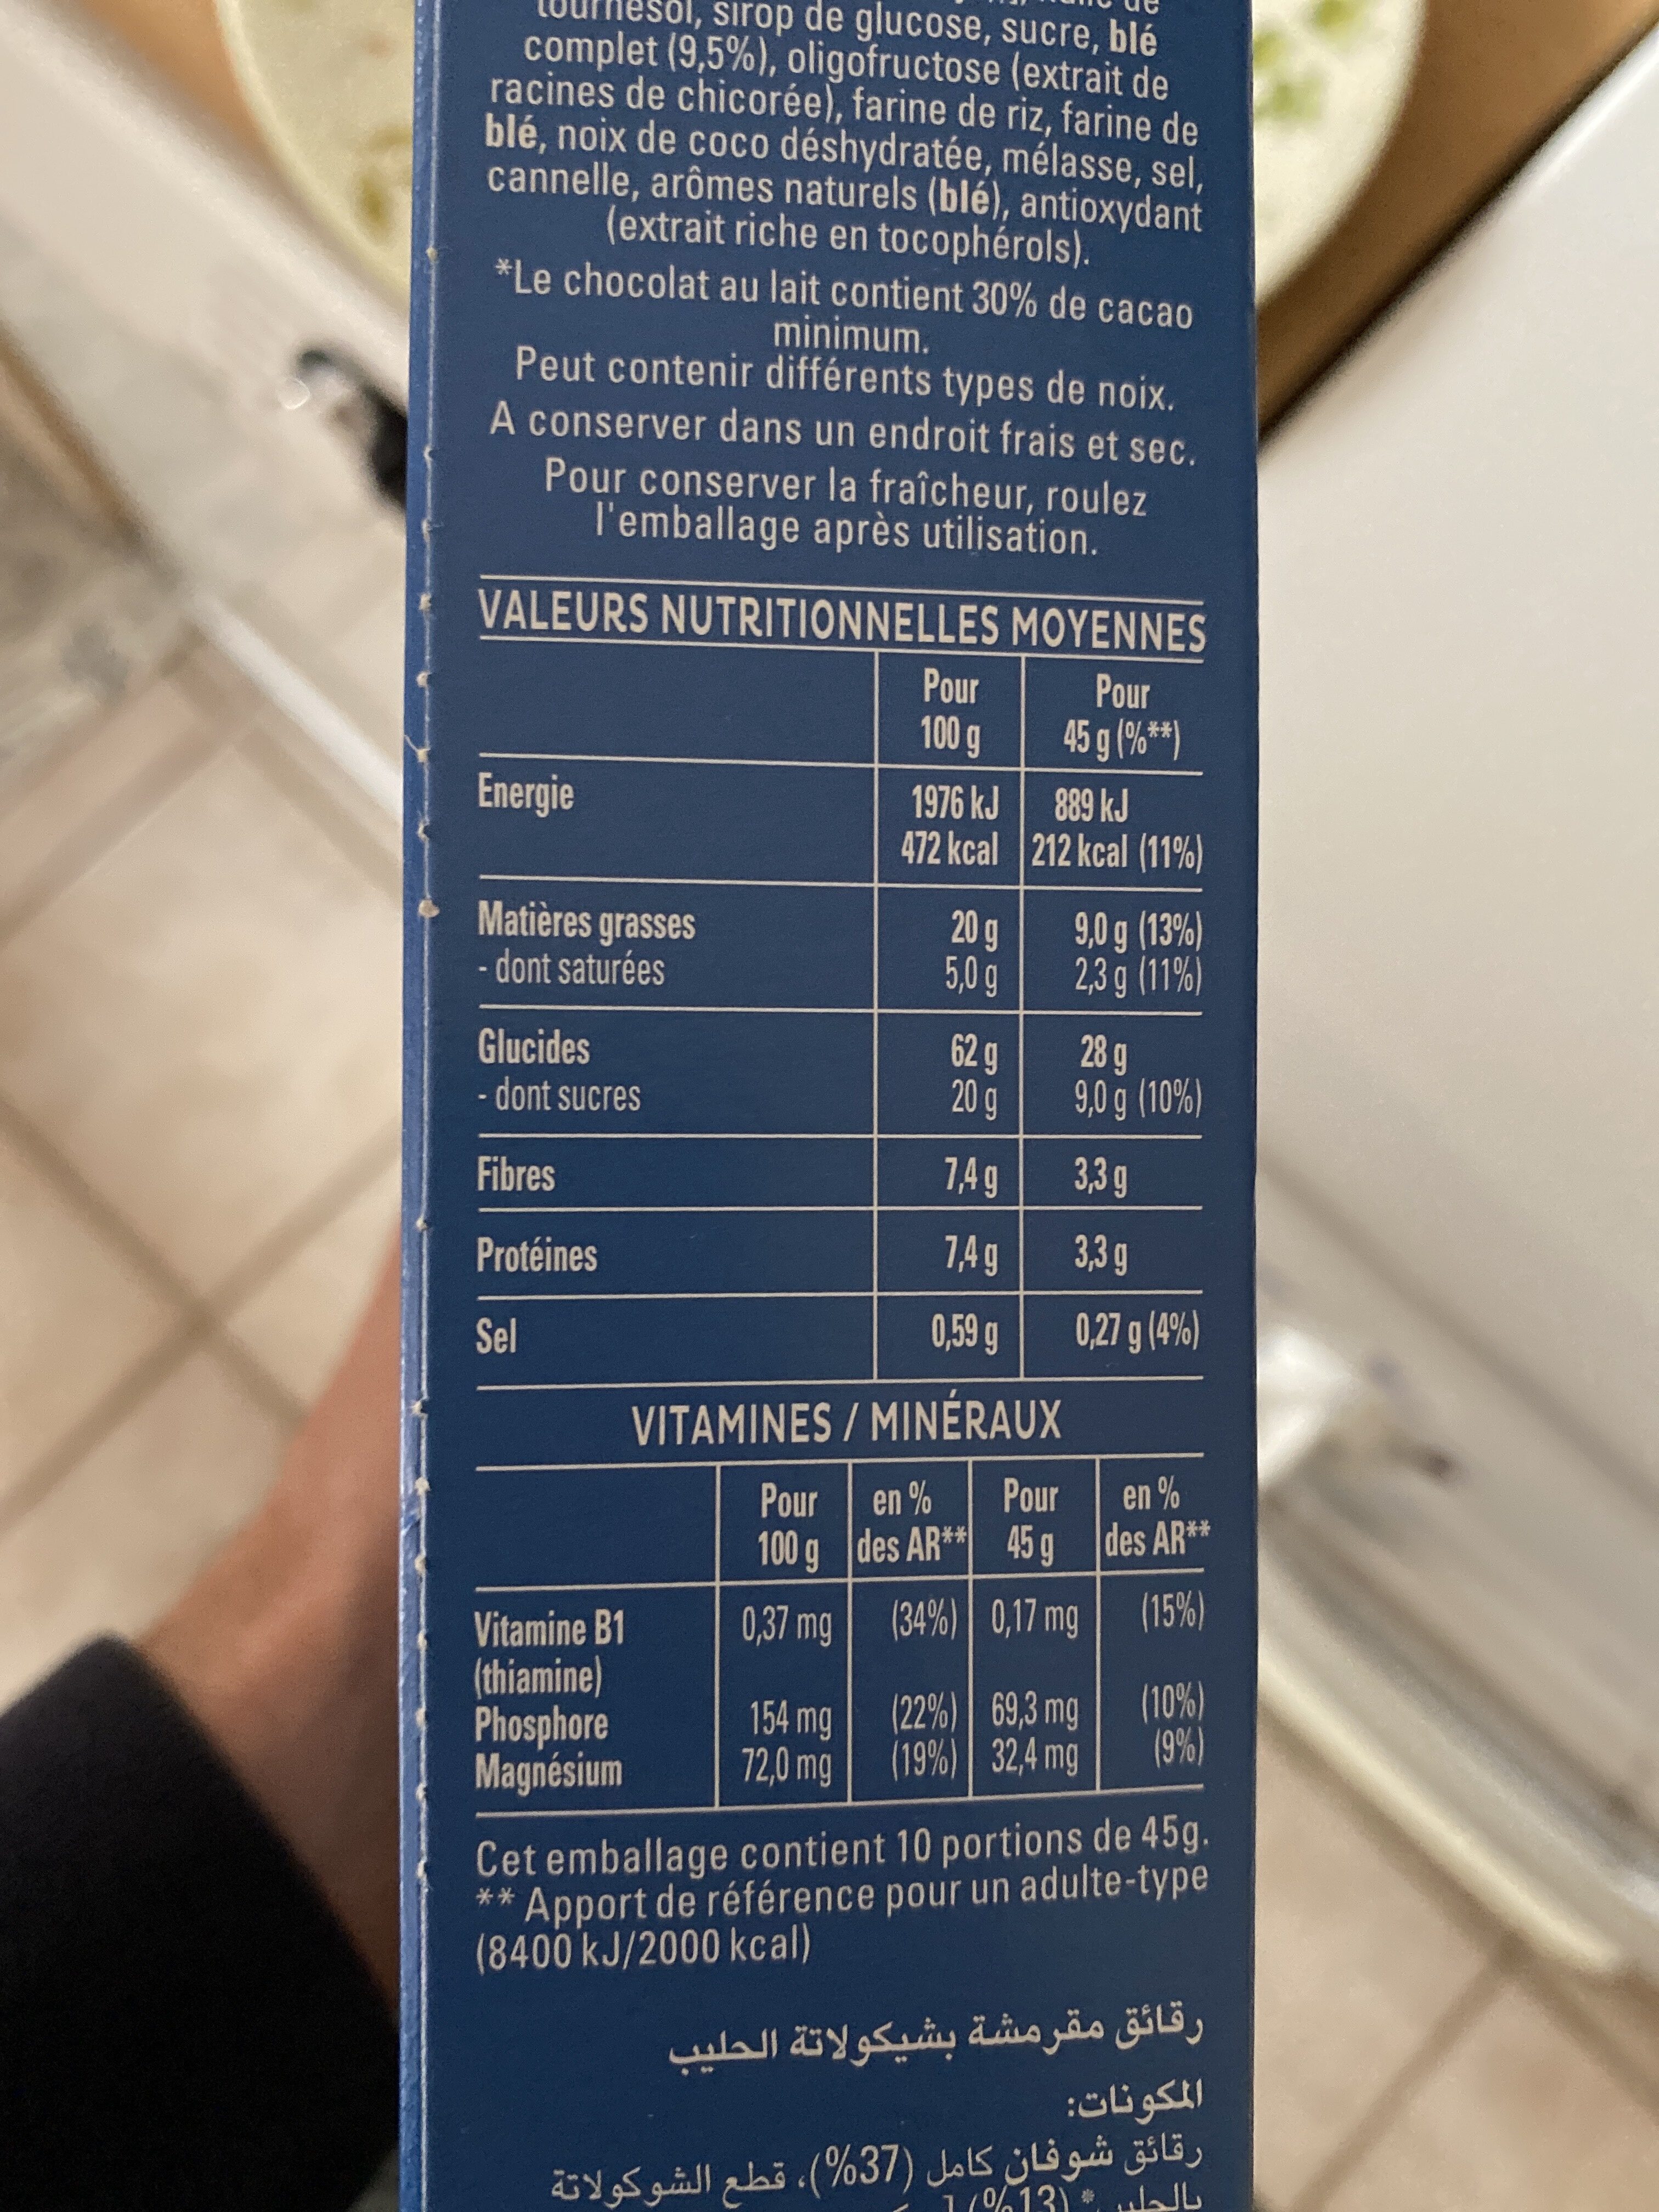 tournesol, sirop de glucose, sucre, blé
complet (9,5%), oligofructose (extrait de
racines de chicorée), farine de riz, farine de
blé, noix de coco déshydratée, mélasse, sel,
cannelle, arômes naturels (blé), antioxydant
(extrait riche en tocophérols).
*Le chocolat au lait contient 30% de cacao
minimum.
Peut contenir différents types de noix.
A conserver dans un endroit frais et sec.
Pour conserver la fraîcheur, roulez
l'emballage après utilisation.
VALEURS NUTRITIONNELLES MOYENNES
Pour 100 g Pour 45 g (%**)
Energie 1976 kJ 889 kJ
472 kcal 212 kcal (11%)
Matières grasses 20 g 9,0 g (13%)
- dont saturées 5,0 g 2,3 g (11%)
Glucides 62 g 28 g
- dont sucres 20 g 9,0 g (10%)
Fibres 7,4 g 3,3 g
Protéines 7,4 g 3,3 g
Sel 0,59 g 0,27 g (4%)
VITAMINES / MINÉRAUX
Pour 100 g en % des AR** Pour 45 g en % des AR**
Vitamine B1 0,37 mg (34%) 0,17 mg (15%)
(thiamine)
Phosphore 154 mg (22%) 69,3 mg (10%)
Magnésium 72,0 mg (19%) 32,4 mg (9%)
Cet emballage contient 10 portions de 45g.
** Apport de référence pour un adulte-type
(8400 kJ/2000 kcal)
رقائق مقرمشة بشيكولاتة الحليب
المكونات:
رقائق شوفان كامل (37%)، قطع الشوكولاتة
بالحليب* (13%)